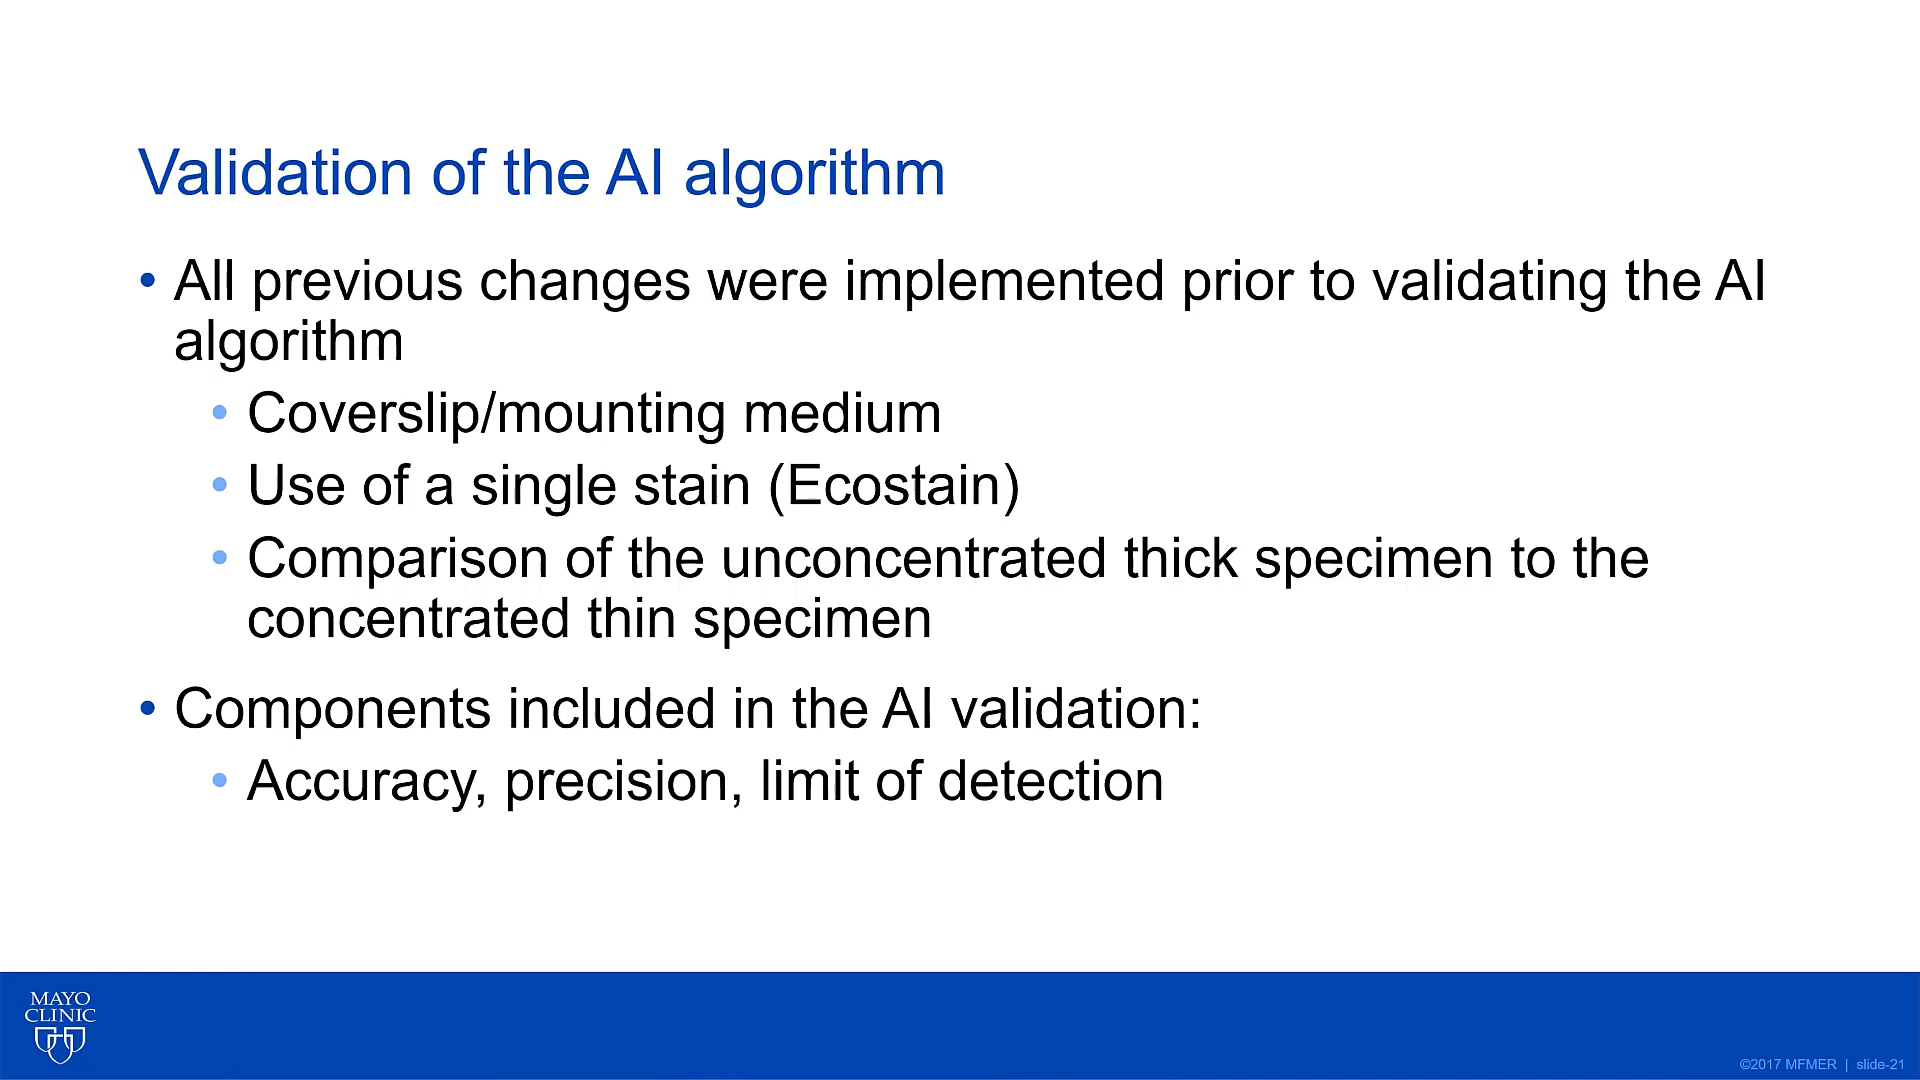 Validation of the AI algorithm
• All previous changes were implemented prior to validating the AI
algorithm
• Coverslip/mounting medium
• Use of a single stain (Ecostain)
• Comparison of the unconcentrated thick specimen to the
concentrated thin specimen
• Components included in the AI validation:
• Accuracy, precision, limit of detection
MAYO
CLINIC
©2017 MFMER | slide-21